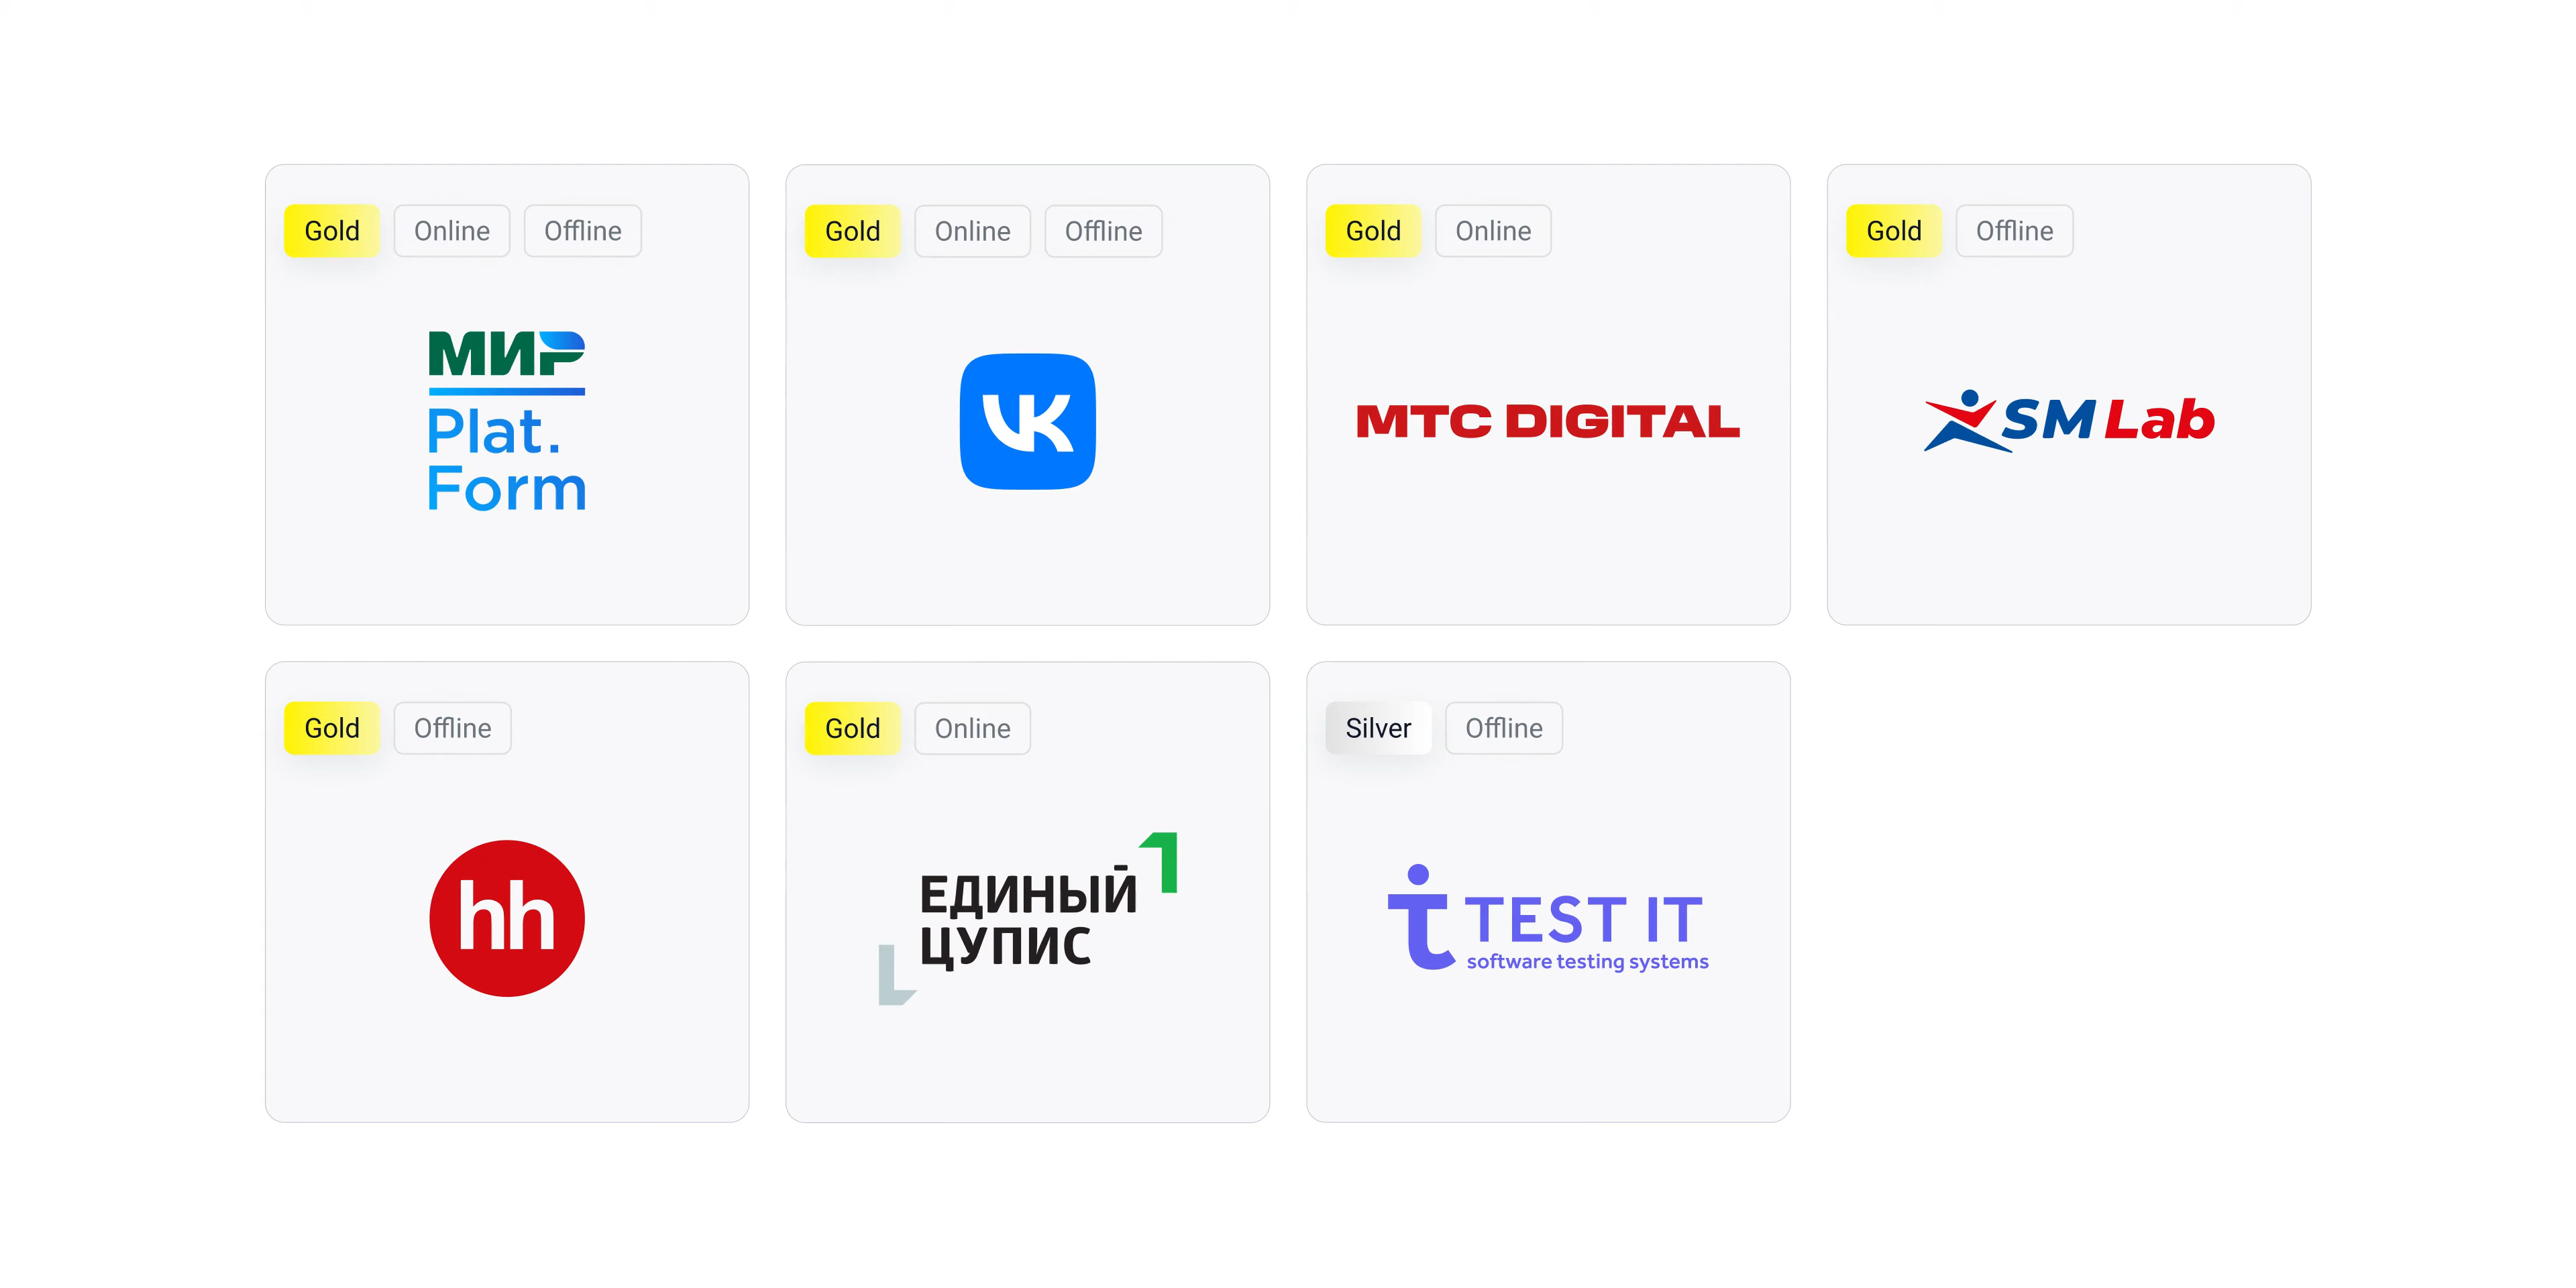 Gold Online Offline
МИР
Plat.
Form
Gold Online Offline
VK
Gold Online
МТС DIGITAL
Gold Offline
SM Lab
Gold Offline
hh
Gold Online
ЕДИНЫЙ
ЦУПИС
Silver Offline
TEST IT
software testing systems